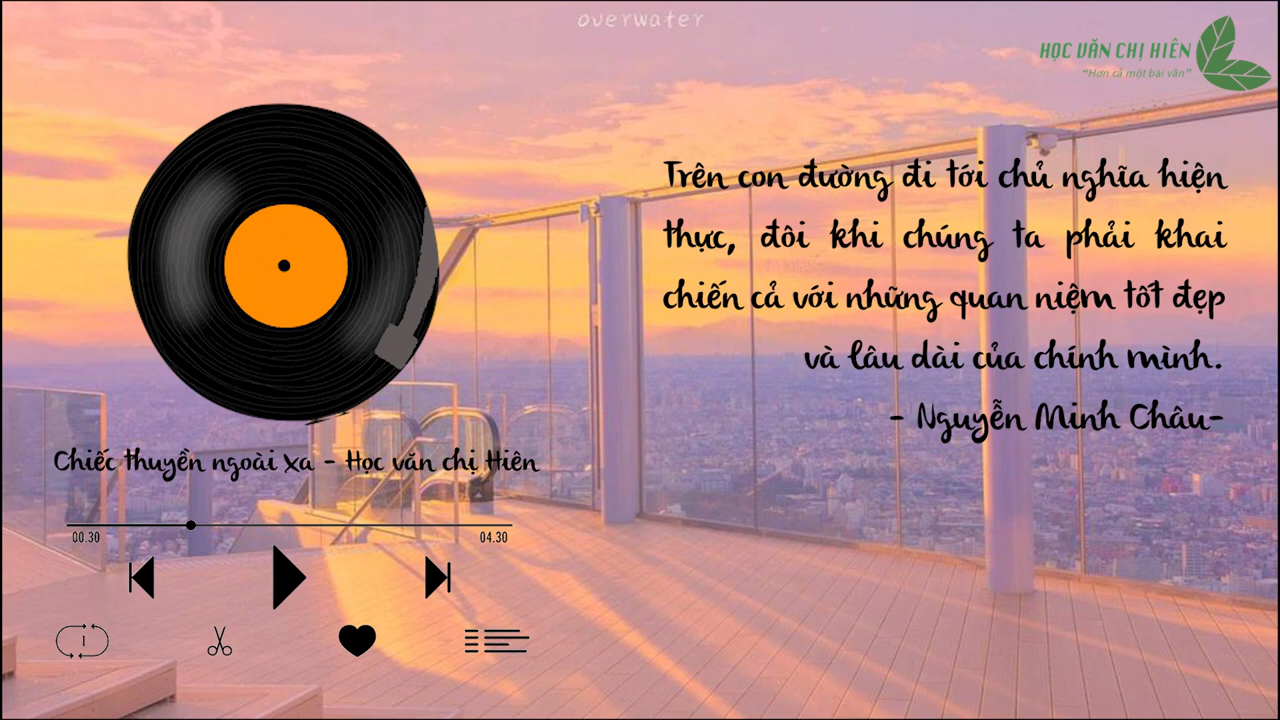 overwater
HỌC VĂN CHỊ HIÊN
"Hơn cả một bài văn"
Trên con đường đi tới chủ nghĩa hiện
thực, đôi khi chúng ta phải khai
chiến cả với những quan niệm tốt đẹp
và lâu dài của chính mình.
- Nguyễn Minh Châu-
Chiếc thuyền ngoài xa - Học văn chị Hiên
00.30
04.30
1